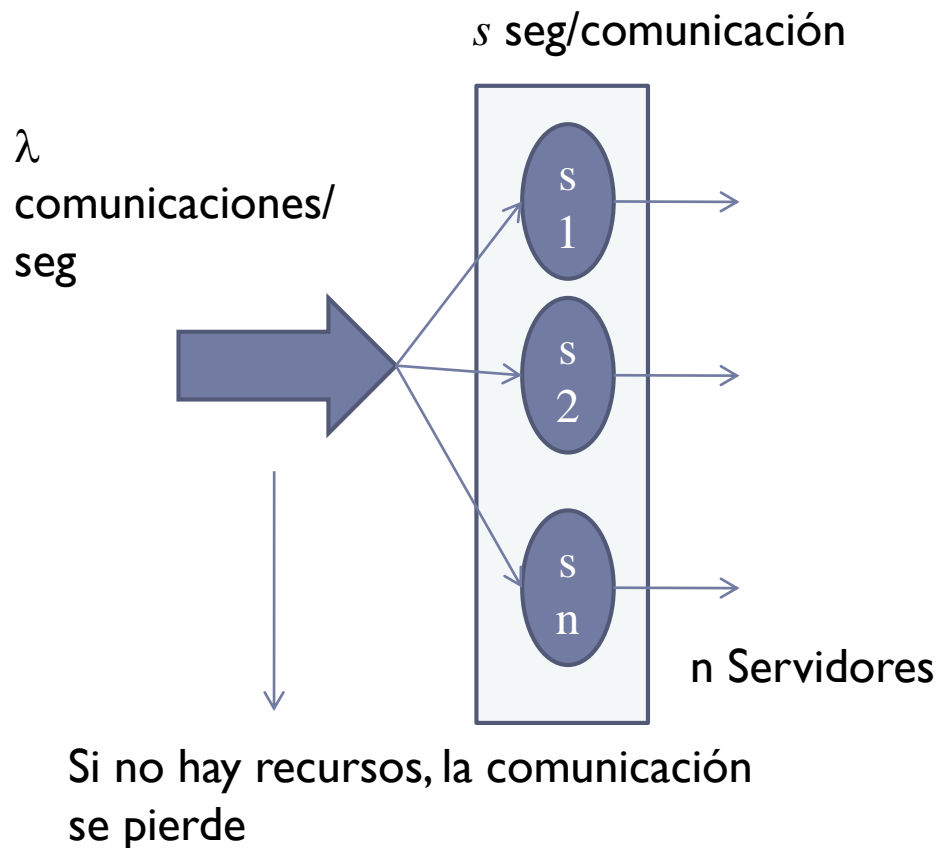 s seg/comunicación
λ
comunicaciones/
seg
s
1
s
2
s
n
n Servidores
Si no hay recursos, la comunicación
se pierde